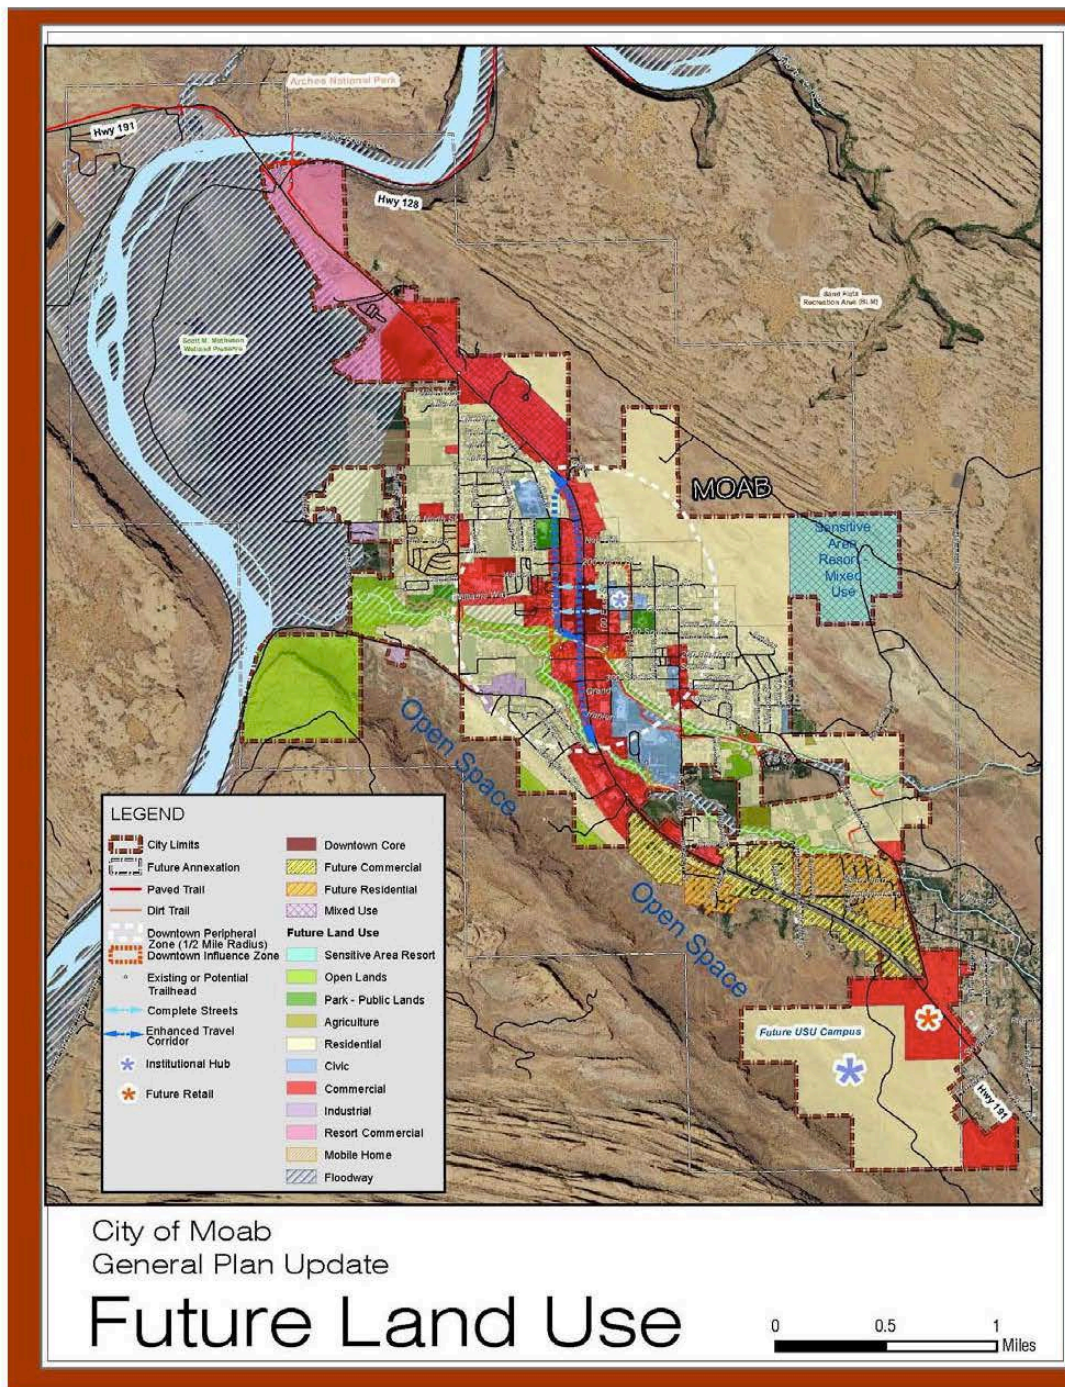 Arches National Park
Hwy 191
Hwy 128
Sand Flats
Recreation Area (BLM)
Scott M. Matheson
Wetland Preserve
MOAB
Sensitive
Area
Resort -
Mixed
Use
Williams Way
Grand
Open Space
Open Space
Future USU Campus
Hwy 191
LEGEND
City Limits
Future Annexation
Paved Trail
Dirt Trail
Downtown Peripheral
Zone (1/2 Mile Radius)
Downtown Influence Zone
Existing or Potential
Trailhead
Complete Streets
Enhanced Travel
Corridor
Institutional Hub
Future Retail
Downtown Core
Future Commercial
Future Residential
Mixed Use
Future Land Use
Sensitive Area Resort
Open Lands
Park - Public Lands
Agriculture
Residential
Civic
Commercial
Industrial
Resort Commercial
Mobile Home
Floodway
City of Moab
General Plan Update
Future Land Use
0 0.5 1
Miles